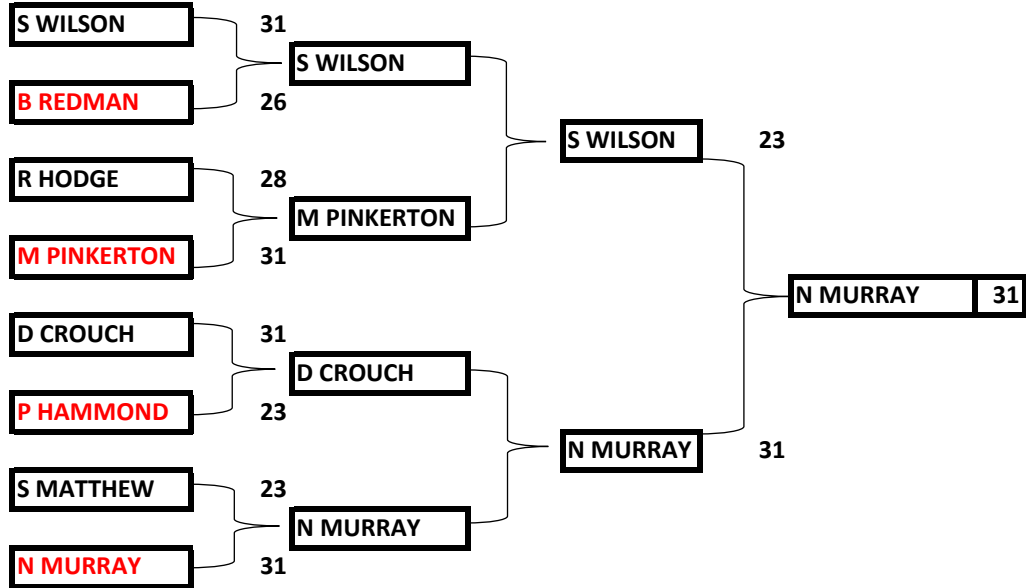 S WILSON 31
S WILSON
B REDMAN 26
S WILSON 23
R HODGE 28
M PINKERTON
M PINKERTON 31
N MURRAY 31
D CROUCH 31
D CROUCH
P HAMMOND 23
N MURRAY 31
S MATTHEW 23
N MURRAY
N MURRAY 31